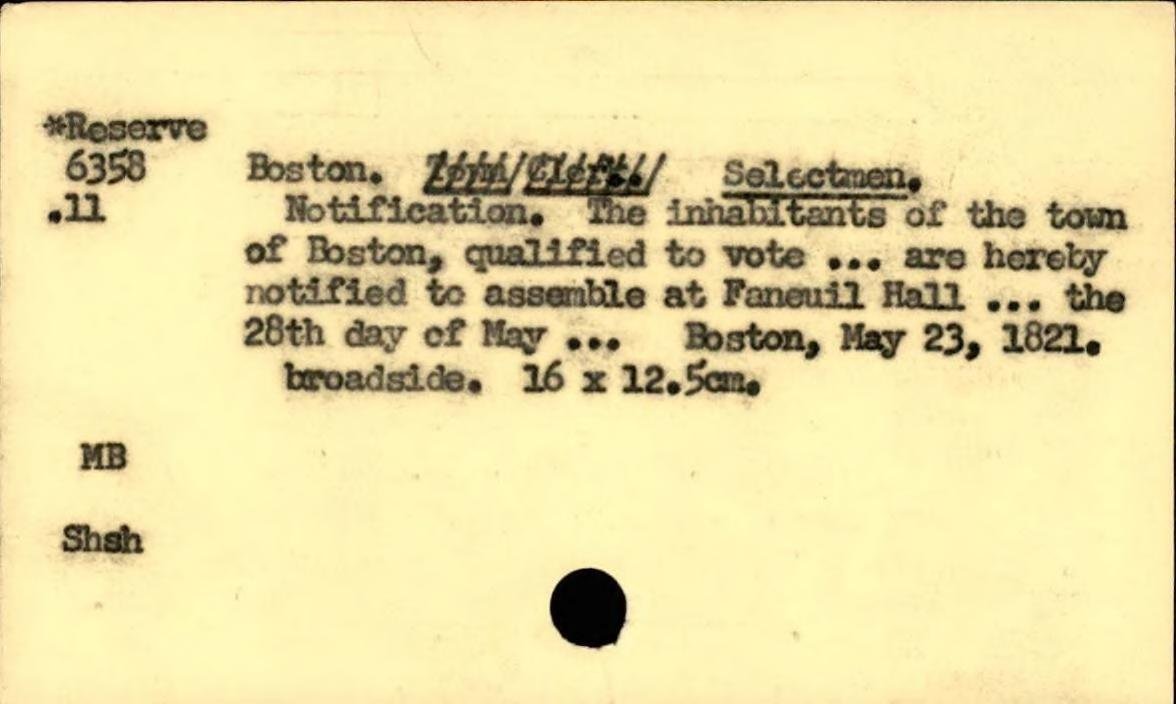 *Reserve
6358 Boston. Town Clerk. Selectmen.
.11 Notification. The inhabitants of the town
of Boston, qualified to vote ... are hereby
notified to assemble at Faneuil Hall ... the
28th day of May ... Boston, May 23, 1821.
broadside. 16 x 12.5cm.
MB
Shsh